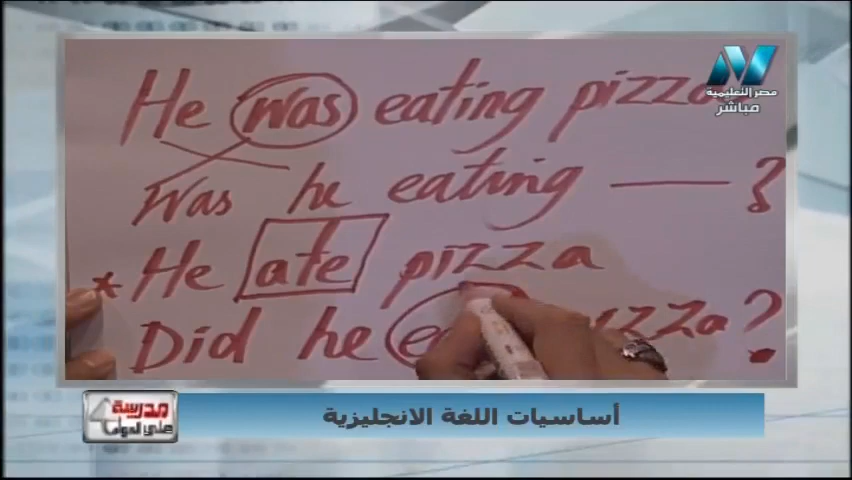 مصر التعليمية
مباشر
He was eating pizza
Was he eating —— ?
* He ate pizza
Did he pizza?
مدرسة
على الهواء
أساسيات اللغة الانجليزية